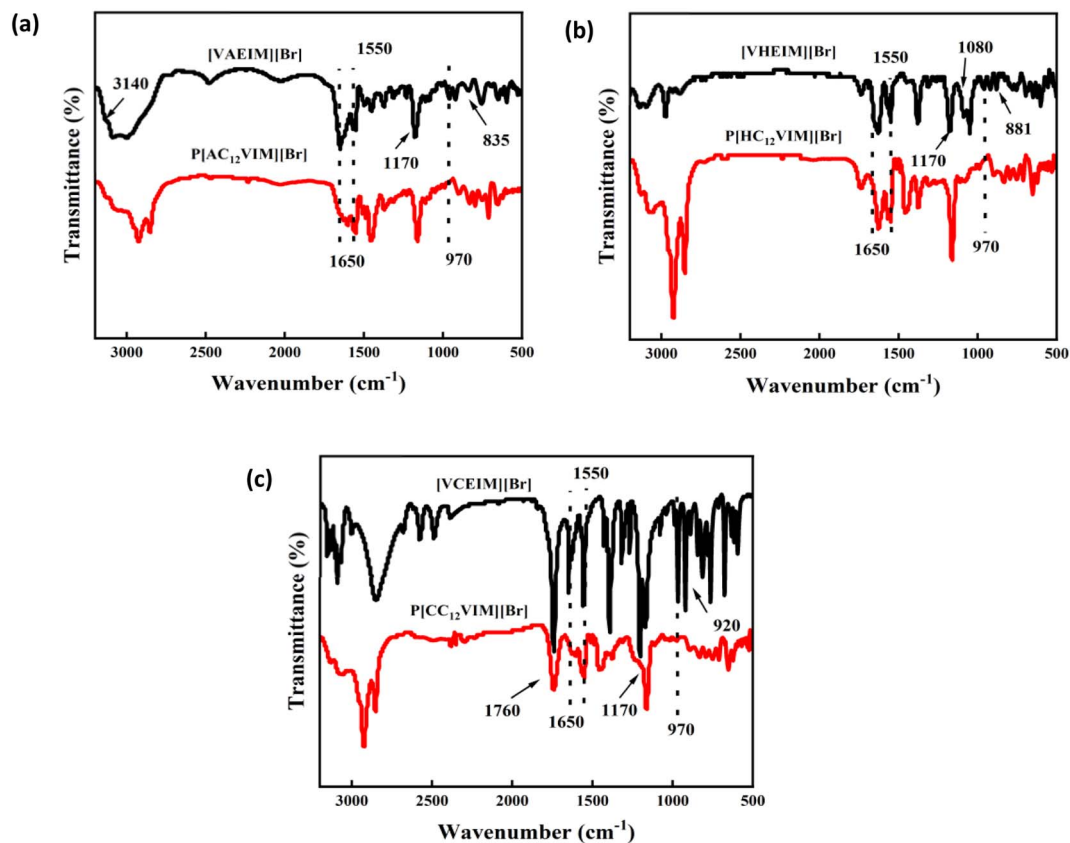 (a)
1550
[VAEIM][Br]
3140
1170
835
P[AC₁₂VIM][Br]
1650
970
Transmittance (%)
3000 2500 2000 1500 1000 500
Wavenumber (cm⁻¹)
(b)
1550
1080
[VHEIM][Br]
1170
881
P[HC₁₂VIM][Br]
1650
970
Transmittance (%)
3000 2500 2000 1500 1000 500
Wavenumber (cm⁻¹)
(c)
1550
[VCEIM][Br]
920
P[CC₁₂VIM][Br]
1760
1650
1170
970
Transmittance (%)
3000 2500 2000 1500 1000 500
Wavenumber (cm⁻¹)